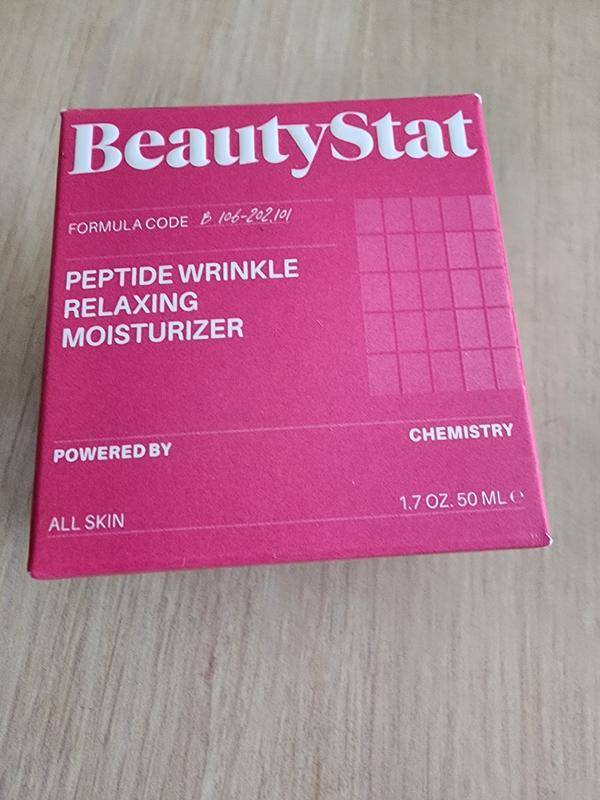 BeautyStat
FORMULA CODE B 106-202.101
PEPTIDE WRINKLE
RELAXING
MOISTURIZER
POWERED BY CHEMISTRY
ALL SKIN 1.7 OZ. 50 ML ℮